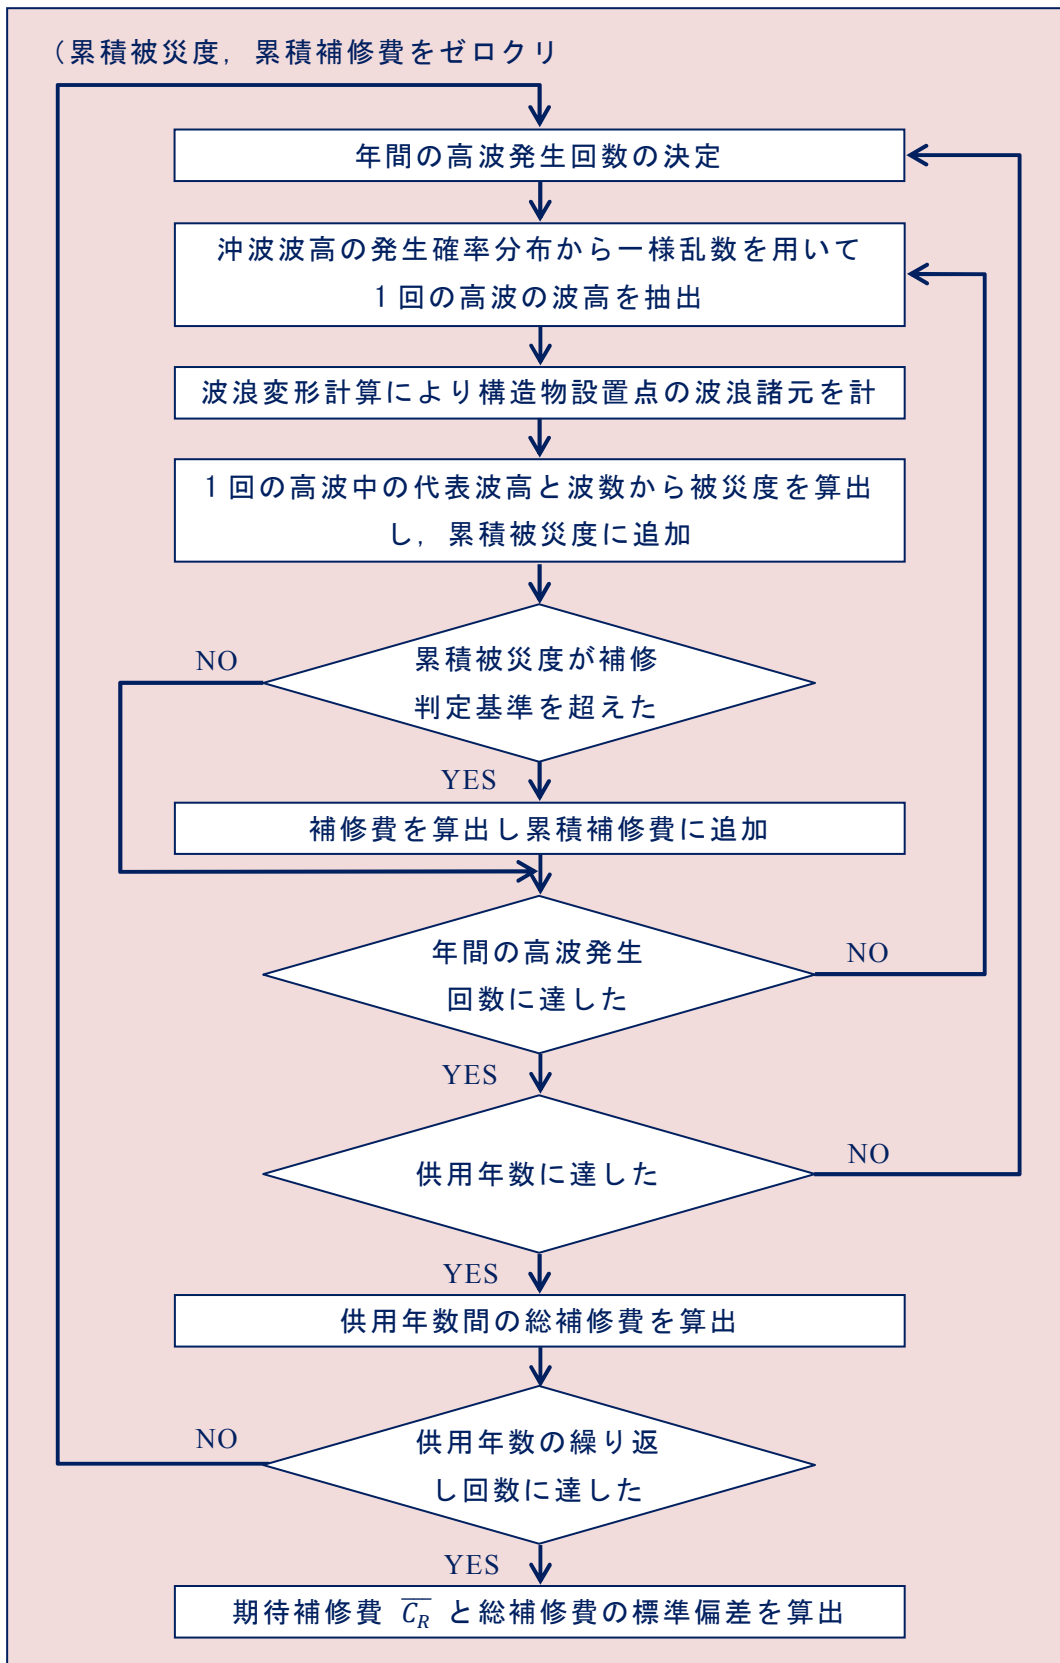 (累積被災度，累積補修費をゼロクリ
年間の高波発生回数の決定
沖波波高の発生確率分布から一様乱数を用いて
1回の高波の波高を抽出
波浪変形計算により構造物設置点の波浪諸元を計
1回の高波中の代表波高と波数から被災度を算出
し，累積被災度に追加
NO
累積被災度が補修
判定基準を超えた
YES
補修費を算出し累積補修費に追加
年間の高波発生
回数に達した
NO
YES
供用年数に達した
NO
YES
供用年数間の総補修費を算出
NO
供用年数の繰り返
し回数に達した
YES
期待補修費 $\overline{C_R}$ と総補修費の標準偏差を算出